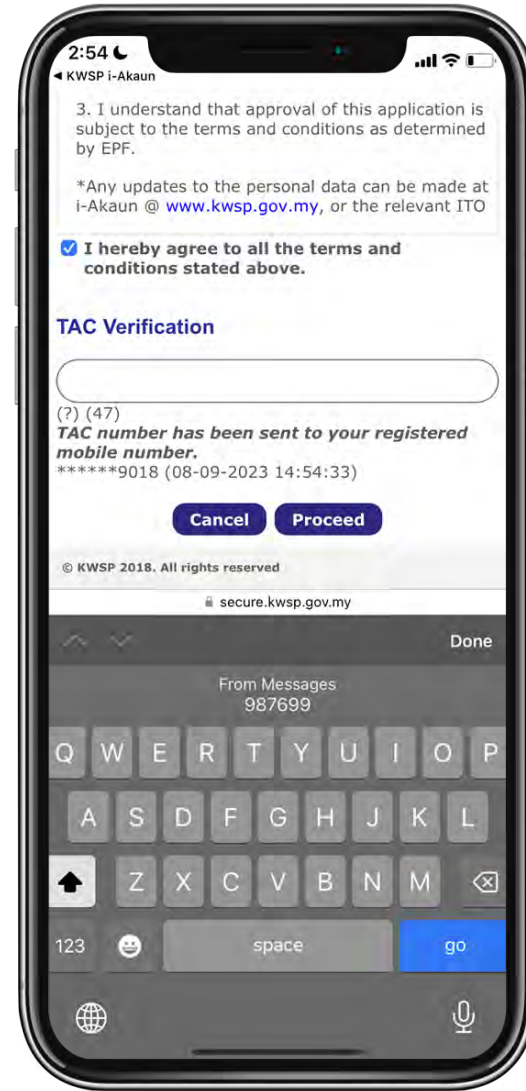 2:54
◀ KWSP i-Akaun
3. I understand that approval of this application is
subject to the terms and conditions as determined
by EPF.
*Any updates to the personal data can be made at
i-Akaun @ www.kwsp.gov.my, or the relevant ITO
I hereby agree to all the terms and
conditions stated above.
TAC Verification
(?) (47)
TAC number has been sent to your registered
mobile number.
******9018 (08-09-2023 14:54:33)
Cancel Proceed
© KWSP 2018. All rights reserved
secure.kwsp.gov.my
Done
From Messages
987699
Q W E R T Y U I O P
A S D F G H J K L
Z X C V B N M
123 space go